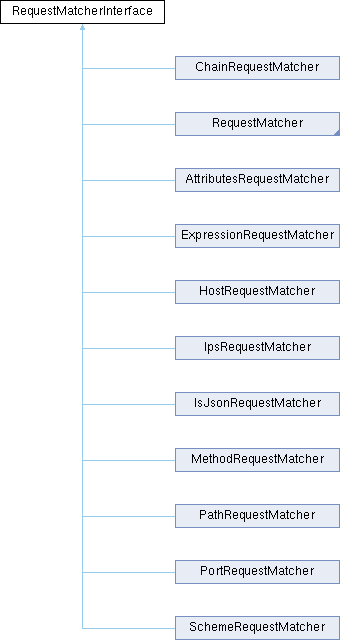 RequestMatcherInterface
ChainRequestMatcher
RequestMatcher
AttributesRequestMatcher
ExpressionRequestMatcher
HostRequestMatcher
IpsRequestMatcher
IsJsonRequestMatcher
MethodRequestMatcher
PathRequestMatcher
PortRequestMatcher
SchemeRequestMatcher